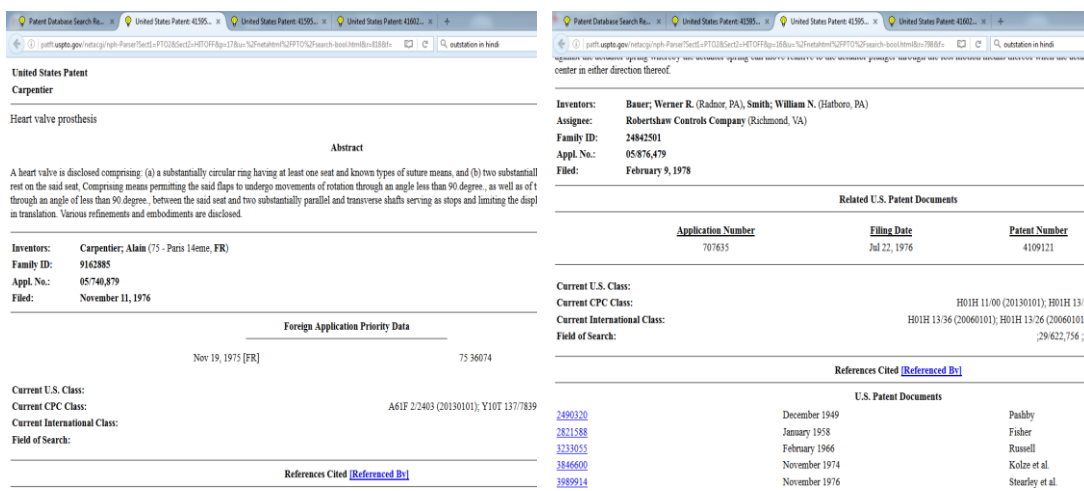 Patent Database Search Re... × United States Patent: 41595... × United States Patent: 41595... × United States Patent: 41602... × +
patft.uspto.gov/netacgi/nph-Parser?Sect1=PTO2&Sect2=HITOFF&p=17&u=%2Fnetahtml%2FPTO%2Fsearch-bool.html&r=818&f= outstation in hindi
United States Patent
Carpentier
Heart valve prosthesis
Abstract
A heart valve is disclosed comprising: (a) a substantially circular ring having at least one seat and known types of suture means, and (b) two substantiall
rest on the said seat, Comprising means permitting the said flaps to undergo movements of rotation through an angle less than 90.degree., as well as of t
through an angle of less than 90.degree., between the said seat and two substantially parallel and transverse shafts serving as stops and limiting the displ
in translation. Various refinements and embodiments are disclosed.
Inventors: Carpentier; Alain (75 - Paris 14eme, FR)
Family ID: 9162885
Appl. No.: 05/740,879
Filed: November 11, 1976
Foreign Application Priority Data
Nov 19, 1975 [FR] 75 36074
Current U.S. Class:
Current CPC Class: A61F 2/2403 (20130101); Y10T 137/7839
Current International Class:
Field of Search:
References Cited [Referenced By]
Patent Database Search Re... × United States Patent: 41595... × United States Patent: 41595... × United States Patent: 41602... × +
patft.uspto.gov/netacgi/nph-Parser?Sect1=PTO2&Sect2=HITOFF&p=16&u=%2Fnetahtml%2FPTO%2Fsearch-bool.html&r=798&f= outstation in hindi
center in either direction thereof.
Inventors: Bauer; Werner R. (Radnor, PA), Smith; William N. (Hatboro, PA)
Assignee: Robertshaw Controls Company (Richmond, VA)
Family ID: 24842501
Appl. No.: 05/876,479
Filed: February 9, 1978
Related U.S. Patent Documents
Application Number Filing Date Patent Number
707635 Jul 22, 1976 4109121
Current U.S. Class:
Current CPC Class: H01H 11/00 (20130101); H01H 13/
Current International Class: H01H 13/36 (20060101); H01H 13/26 (20060101
Field of Search: ;29/622,756 ;
References Cited [Referenced By]
U.S. Patent Documents
2490320 December 1949 Pashby
2821588 January 1958 Fisher
3233055 February 1966 Russell
3846600 November 1974 Kolze et al.
3989914 November 1976 Stearley et al.